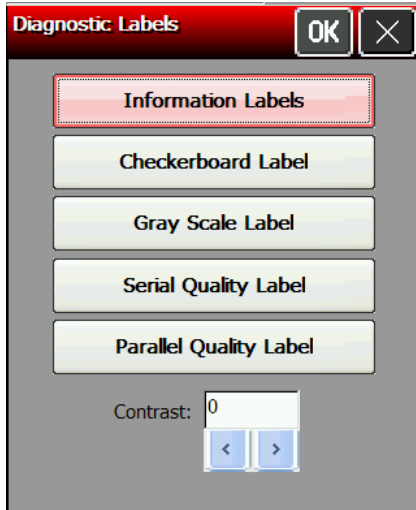 Diagnostic Labels OK
Information Labels
Checkerboard Label
Gray Scale Label
Serial Quality Label
Parallel Quality Label
Contrast: 0